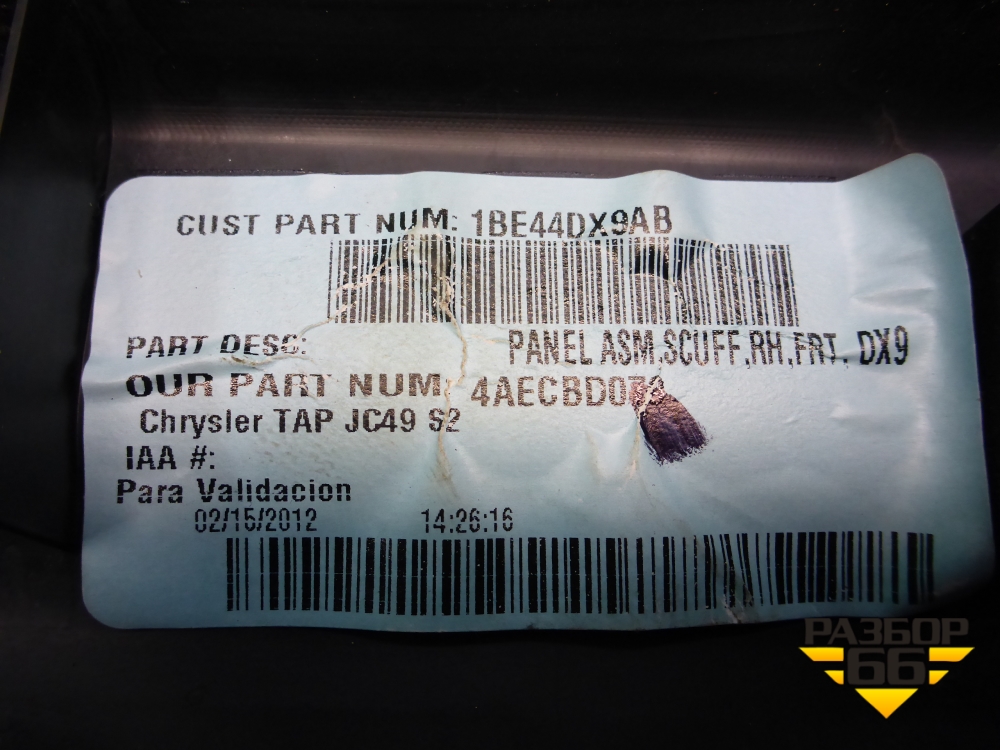 CUST PART NUM: 1BE44DX9AB
PART DESC: PANEL ASM,SCUFF,RH,FRT. DX9
OUR PART NUM:
Chrysler TAP JC49 S2
IAA #:
Para Validacion
02/15/2012 14:26:16
РАЗБОР
66